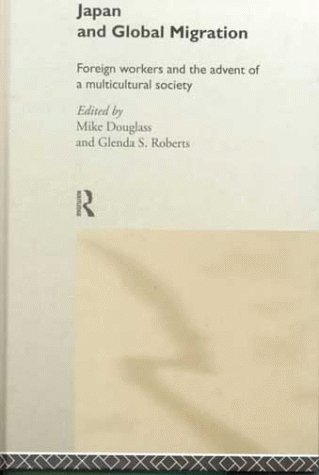 Japan
and Global Migration
Foreign workers and the advent of
a multicultural society
Edited by
Mike Douglass
and Glenda S. Roberts
ROUTLEDGE